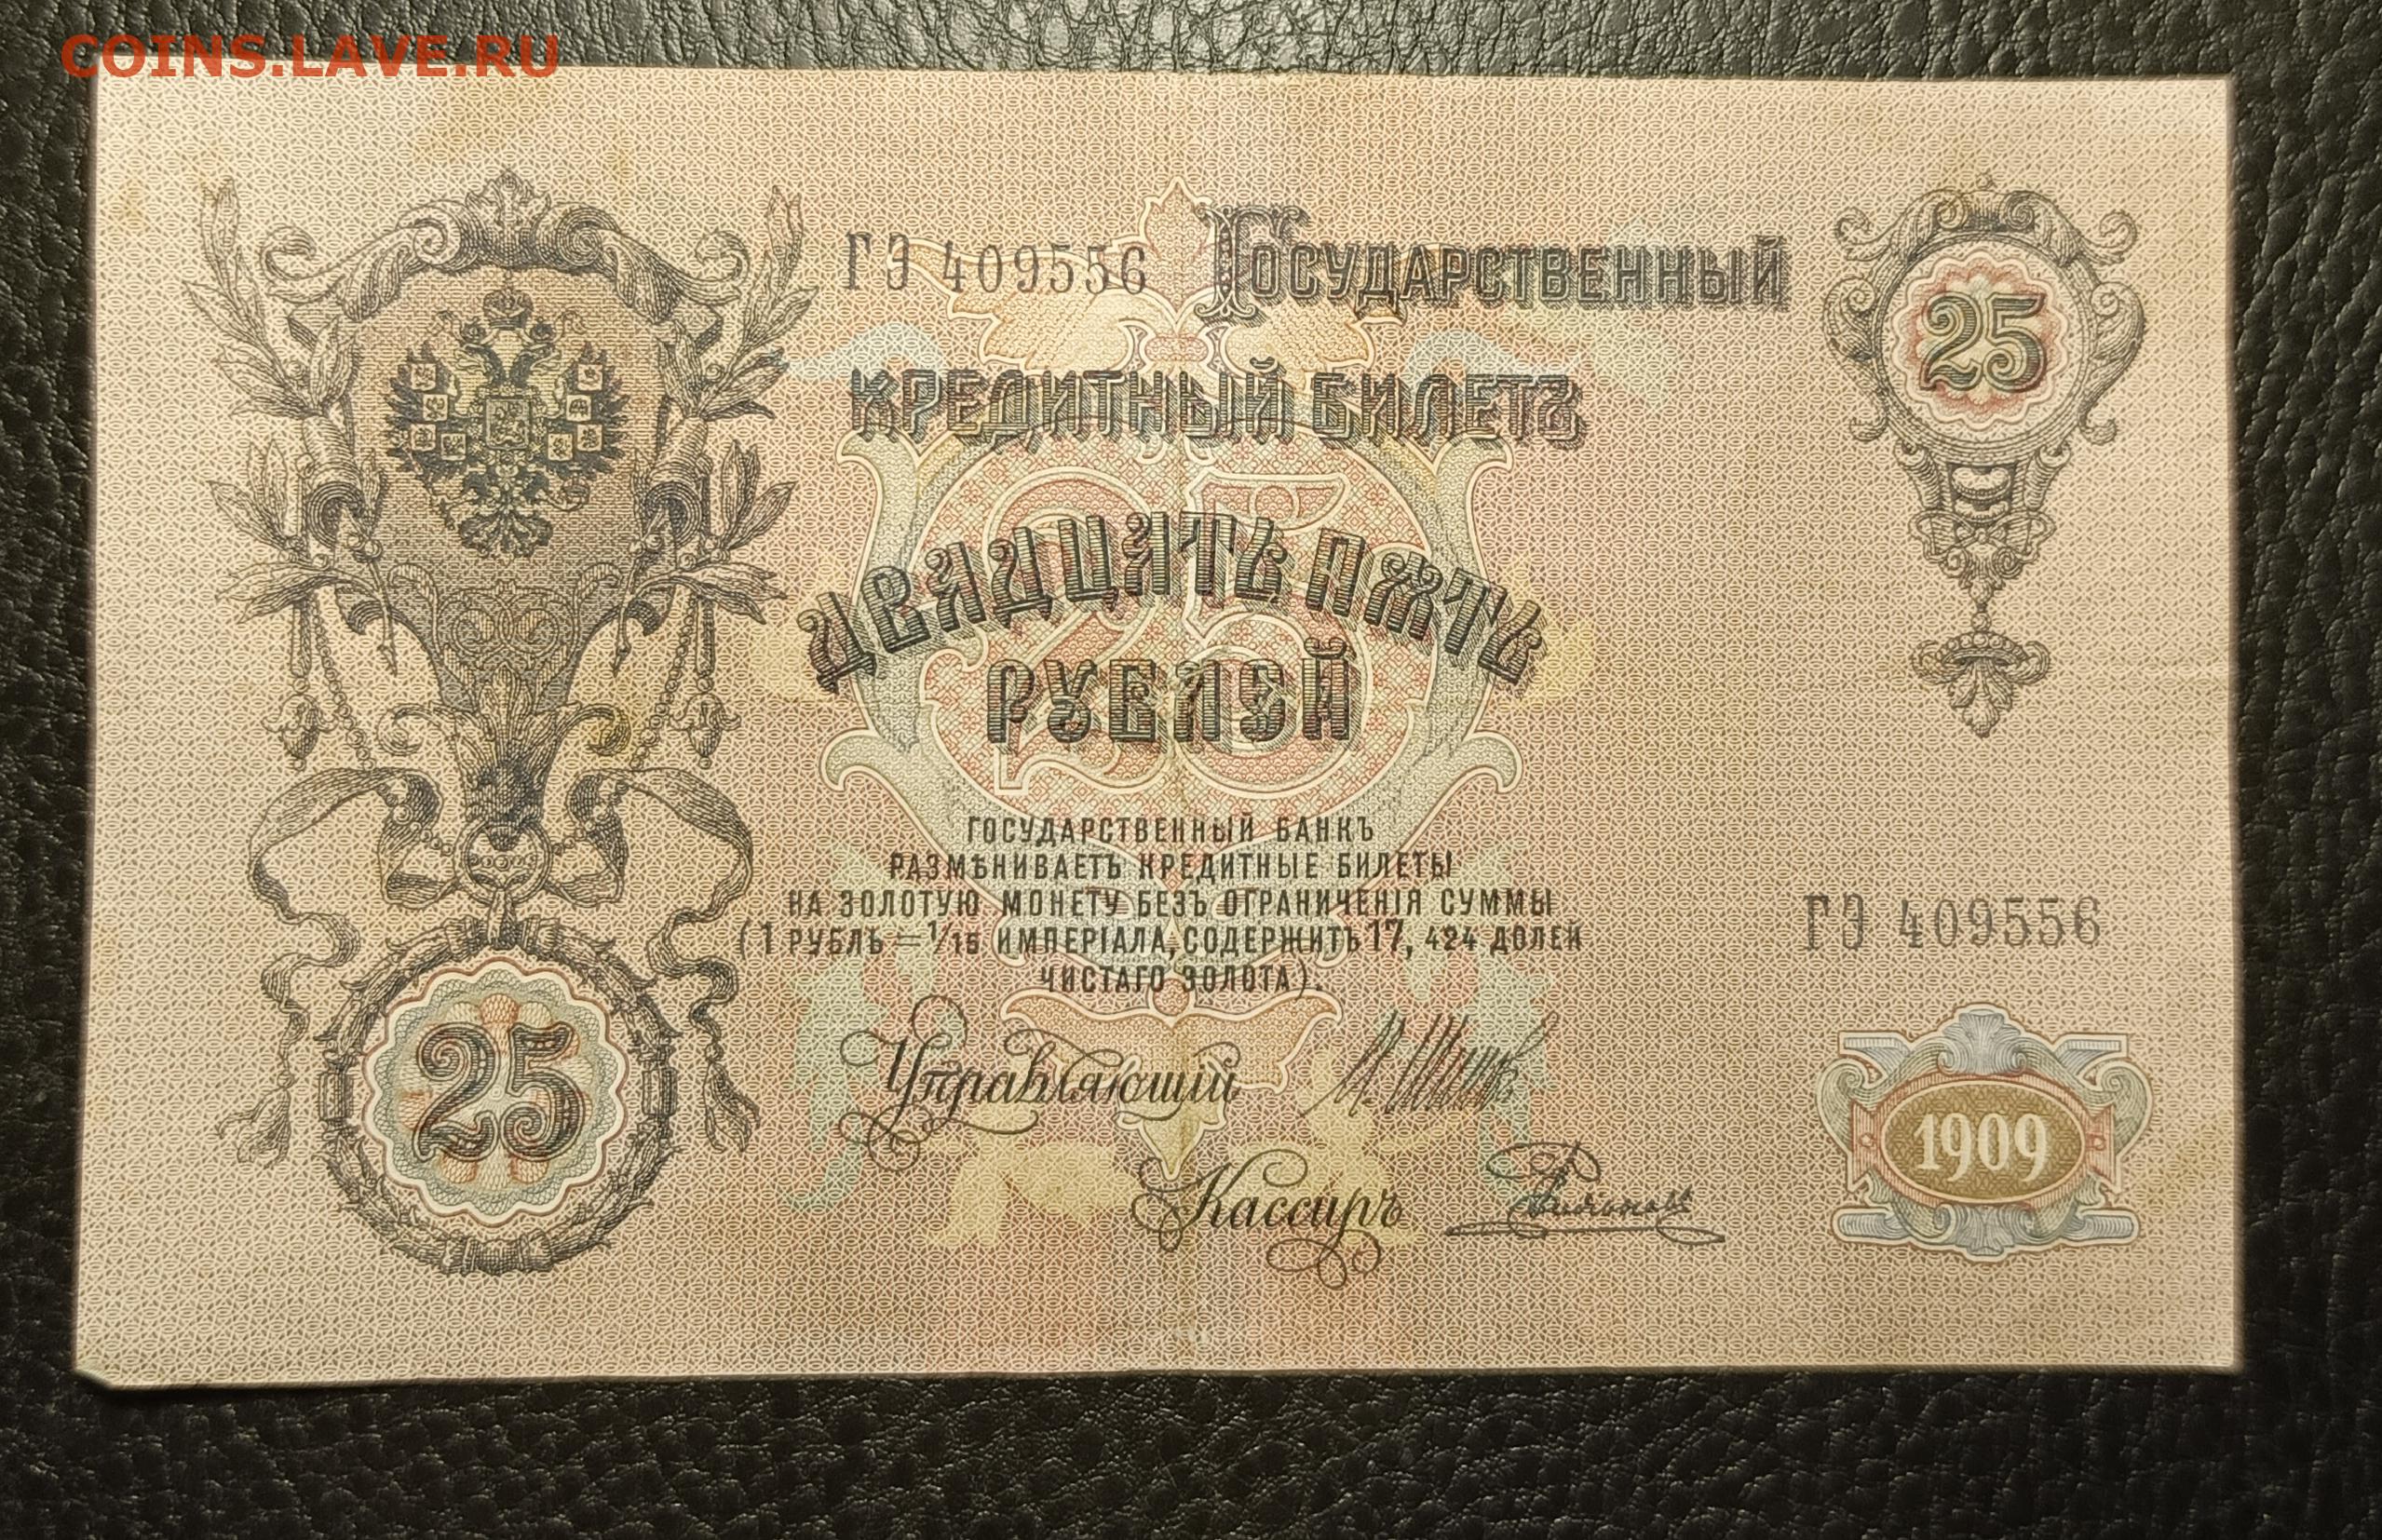 COINS.LAVE.RU
ГЭ 409556 ГОСУДАРСТВЕННЫЙ
25
КРЕДИТНЫЙ БИЛЕТЪ
25
ДВАДЦАТЬ ПЯТЬ
РУБЛЕЙ
ГОСУДАРСТВЕННЫЙ БАНКЪ
РАЗМѢНИВАЕТЪ КРЕДИТНЫЕ БИЛЕТЫ
НА ЗОЛОТУЮ МОНЕТУ БЕЗЪ ОГРАНИЧЕНІЯ СУММЫ
(1 РУБЛЬ = 1/15 ИМПЕРІАЛА, СОДЕРЖИТЪ 17, 424 ДОЛЕЙ
ЧИСТАГО ЗОЛОТА).
ГЭ 409556
25
Управляющій
Кассиръ
1909